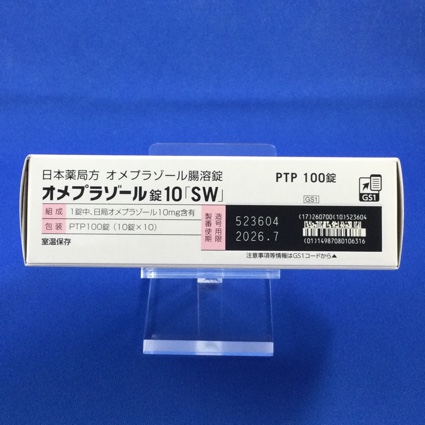 日本薬局方 オメプラゾール腸溶錠
オメプラゾール錠10「SW」
PTP 100錠
GS1
GS1
組成 1錠中、日局オメプラゾール10mg含有
包装 PTP100錠(10錠×10)
室温保存
製造番号 523604
使用期限 2026.7
(17)260700(10)523604
(01)14987080106316
注意事項等情報はGS1コードから▲